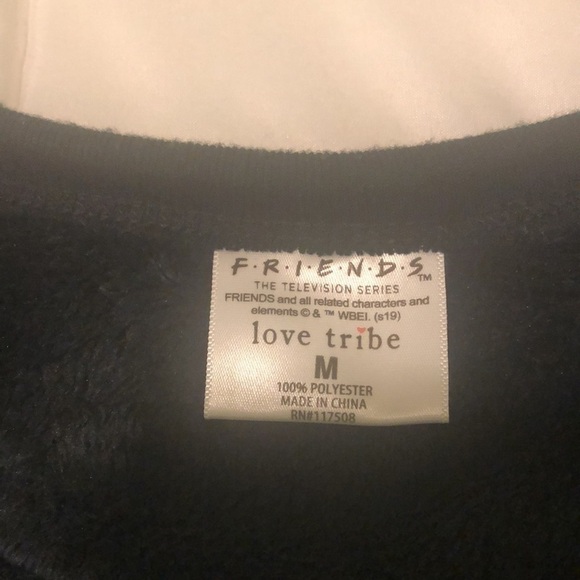 F·R·I·E·N·D·S™
THE TELEVISION SERIES
FRIENDS and all related characters and
elements © & ™ WBEI. (s19)
love tribe
M
100% POLYESTER
MADE IN CHINA
RN#117508